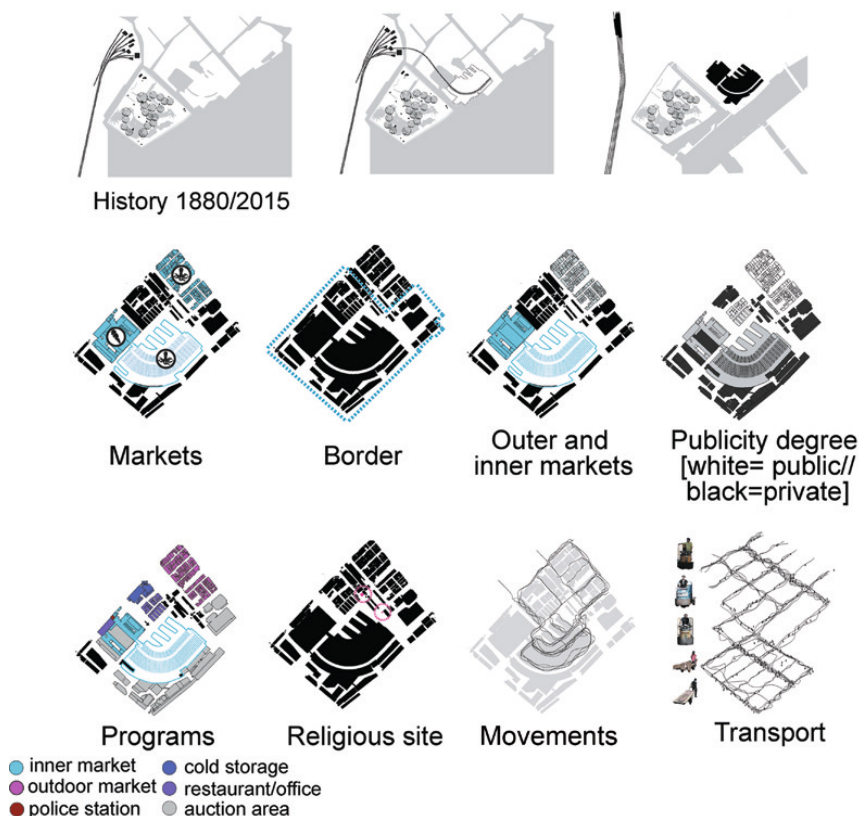 History 1880/2015
Markets
Border
Outer and
inner markets
Publicity degree
[white= public//
black=private]
Programs
Religious site
Movements
Transport
inner market
cold storage
outdoor market
restaurant/office
police station
auction area